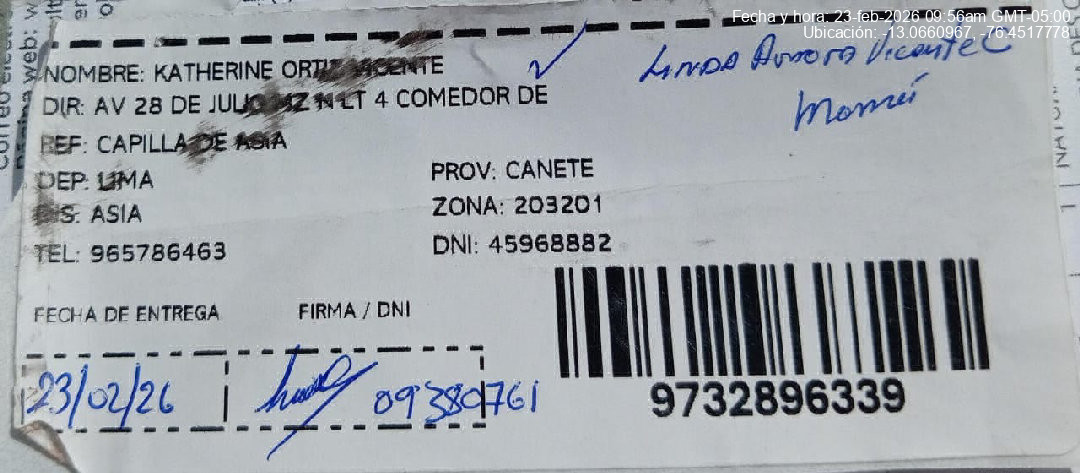 Fecha y hora: 23-feb-2026 09:56am GMT-05:00
Ubicación: -13.0660967, -76.4517778
NOMBRE: KATHERINE ORTIZ VICENTE
Linda Aurora Vicente C
Mamá
DIR: AV 28 DE JULIO MZ N LT 4 COMEDOR DE
REF: CAPILLA DE ASIA
DEP: LIMA
PROV: CANETE
DIS: ASIA
ZONA: 203201
TEL: 965786463
DNI: 45968882
FECHA DE ENTREGA
FIRMA / DNI
23/02/26
09380761
9732896339